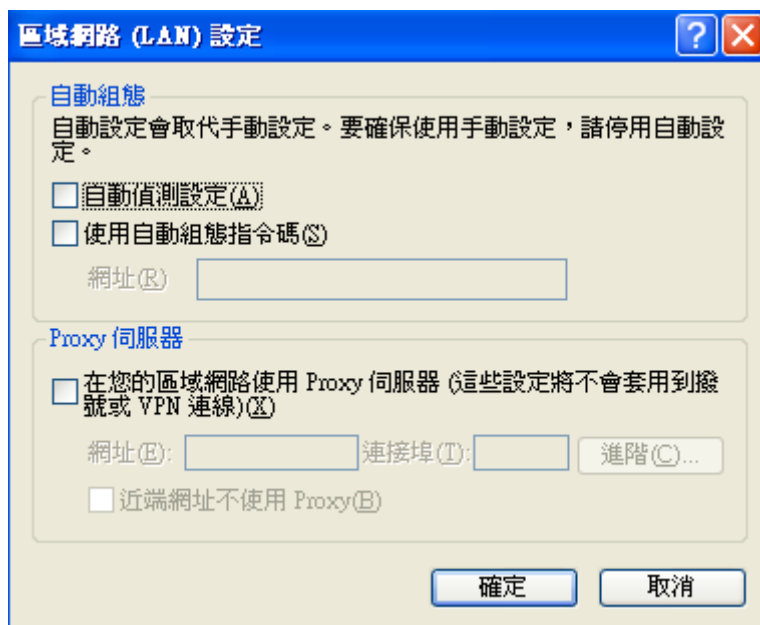 區域網路 (LAN) 設定
自動組態
自動設定會取代手動設定。要確保使用手動設定，請停用自動設
定。
自動偵測設定(A)
使用自動組態指令碼(S)
網址(R)
Proxy 伺服器
在您的區域網路使用 Proxy 伺服器 (這些設定將不會套用到撥
號或 VPN 連線)(X)
網址(E): 連接埠(T): 進階(C)...
近端網址不使用 Proxy(B)
確定 取消